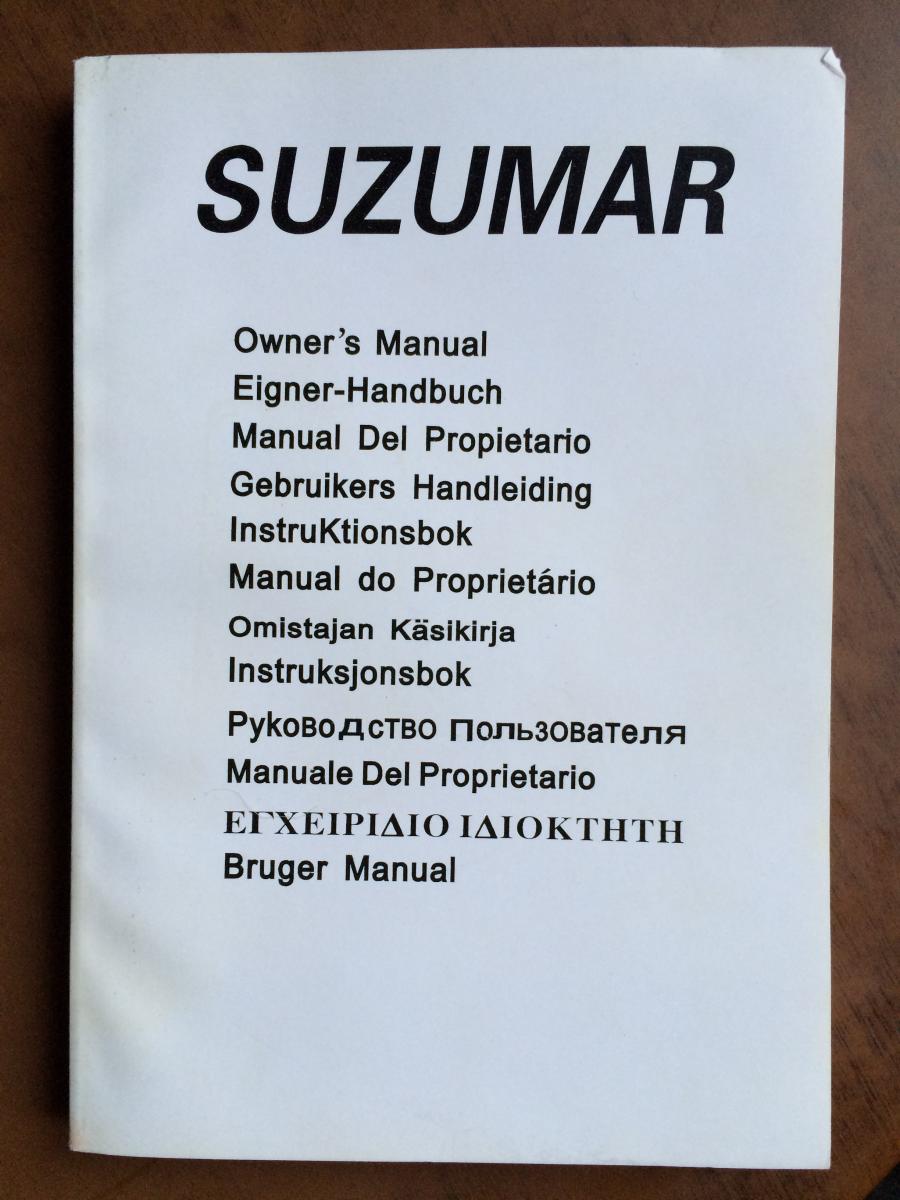 SUZUMAR
Owner's Manual
Eigner-Handbuch
Manual Del Propietario
Gebruikers Handleiding
InstruKtionsbok
Manual do Proprietário
Omistajan Käsikirja
Instruksjonsbok
Руководство Пользователя
Manuale Del Proprietario
ΕΓΧΕΙΡΙΔΙΟ ΙΔΙΟΚΤΗΤΗ
Bruger Manual